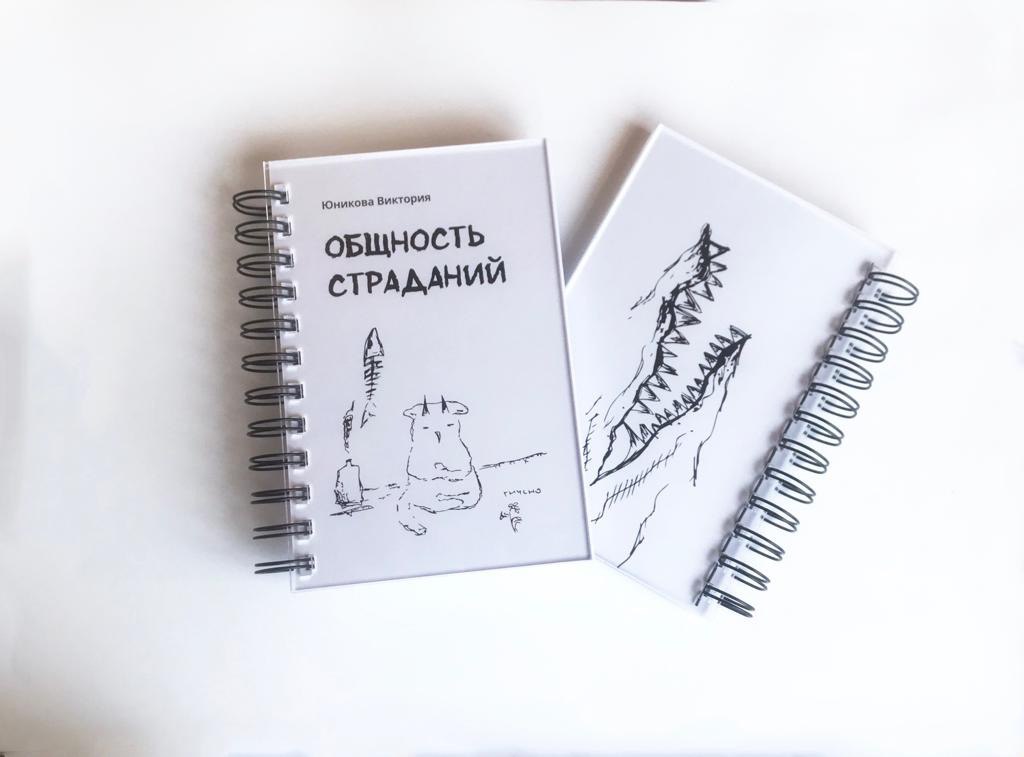 Юникова Виктория
ОБЩНОСТЬ
СТРАДАНИЙ